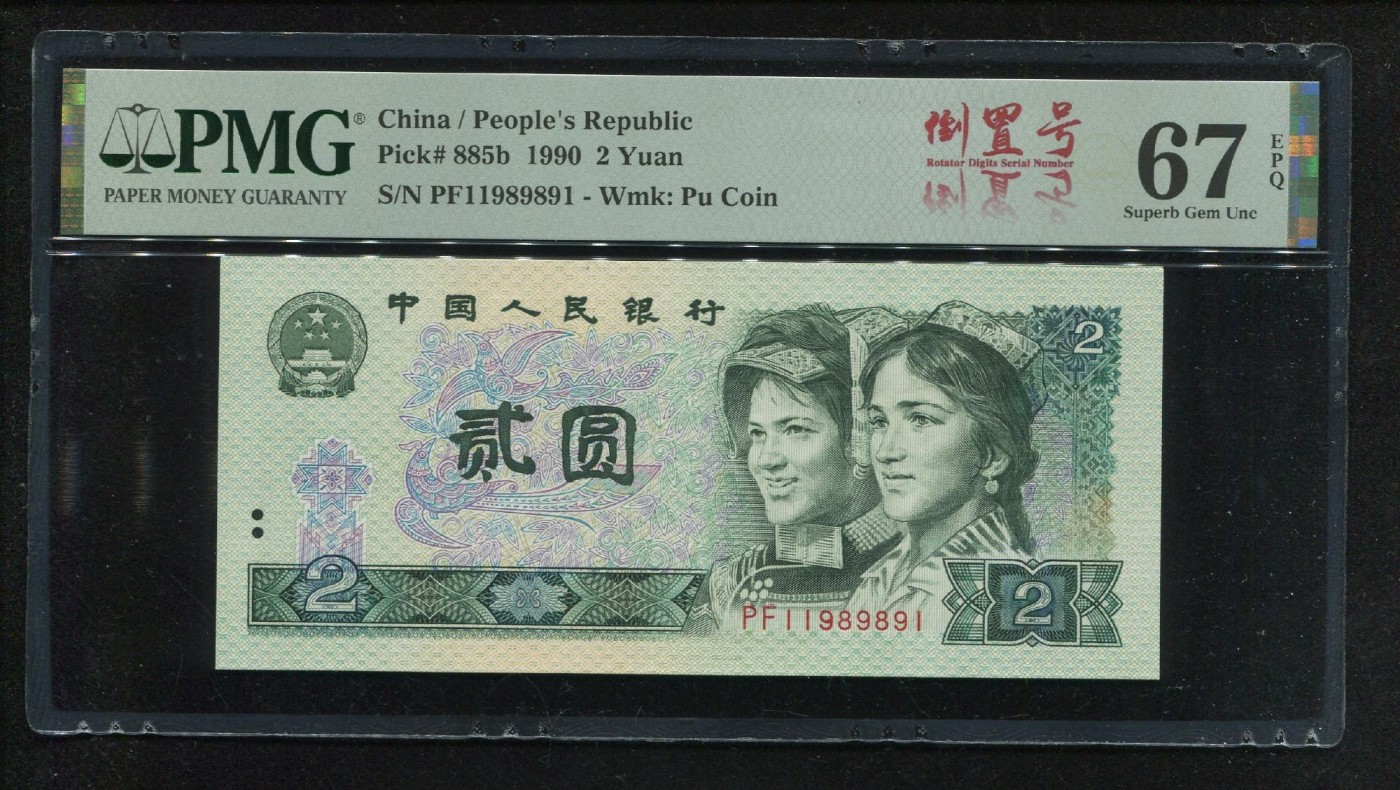 PMG®
PAPER MONEY GUARANTY
China / People's Republic
Pick# 885b 1990 2 Yuan
S/N PF11989891 - Wmk: Pu Coin
倒置号
Rotator Digits Serial Number
67
EPQ
Superb Gem Unc
中国人民银行
2
贰圆
2
PF11989891
2